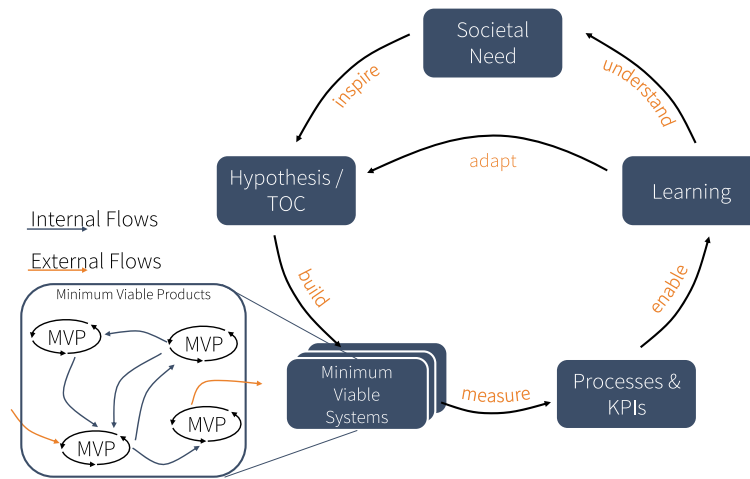 Societal
Need
inspire
understand
Hypothesis /
TOC
adapt
Learning
Internal Flows
External Flows
build
enable
Minimum Viable Products
MVP
MVP
MVP
MVP
Minimum
Viable
Systems
measure
Processes &
KPIs